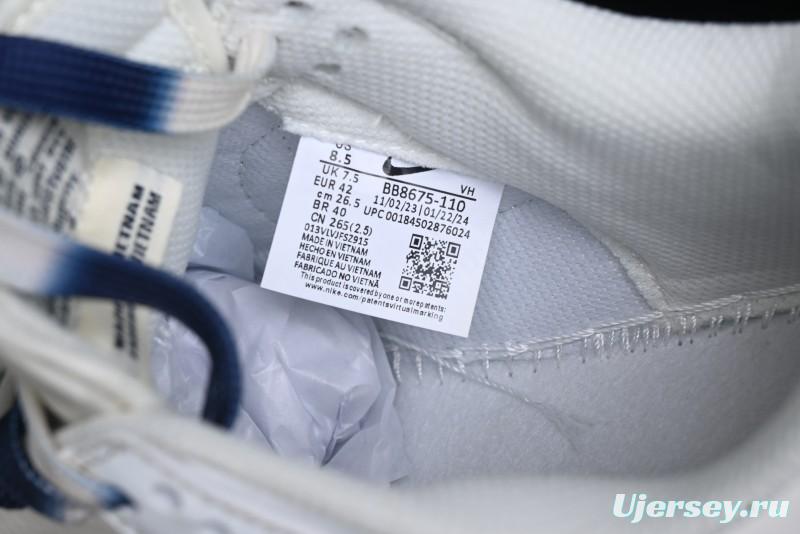 US
8.5
UK 7.5
EUR 42
cm 26.5
BR 40
CN 265(2.5)
BB8675-110
VH
11/02/23|01/22/24
UPC 00184502876024
013VLVJFSZ915
MADE IN VIETNAM
HECHO EN VIETNAM
FABRIQUE AU VIETNAM
FABRICADO NO VIETNÃ
This product is covered by one or more patents:
www.nike.com/patentsvirtualmarking
VIETNAM
Ujersey.ru